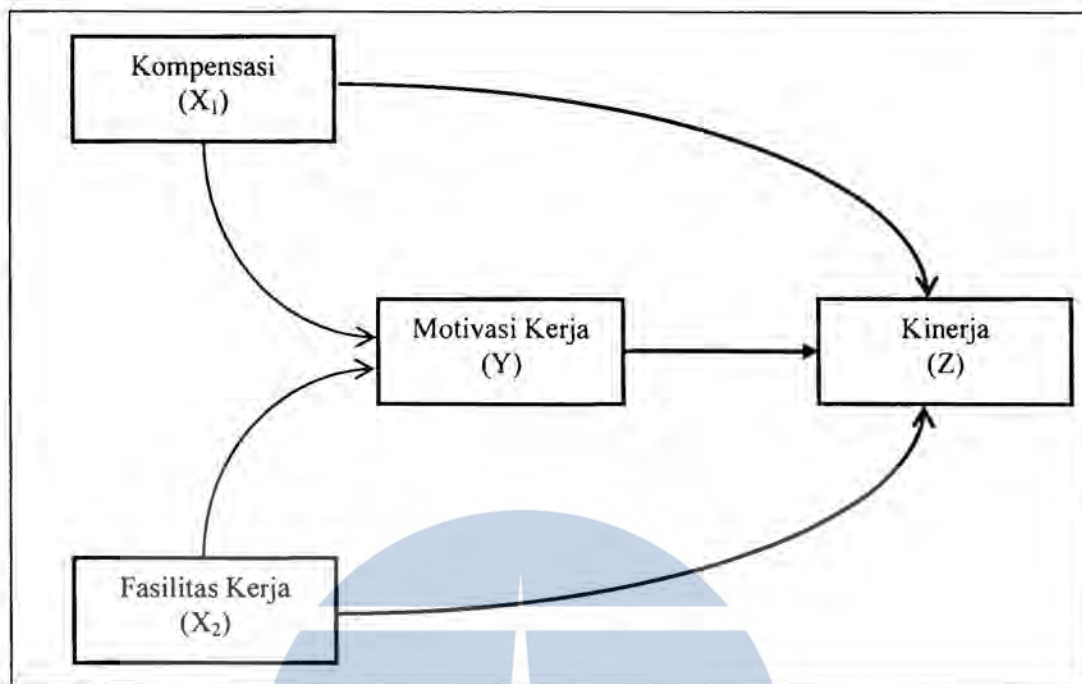 Kompensasi
(X₁)
Motivasi Kerja
(Y)
Kinerja
(Z)
Fasilitas Kerja
(X₂)